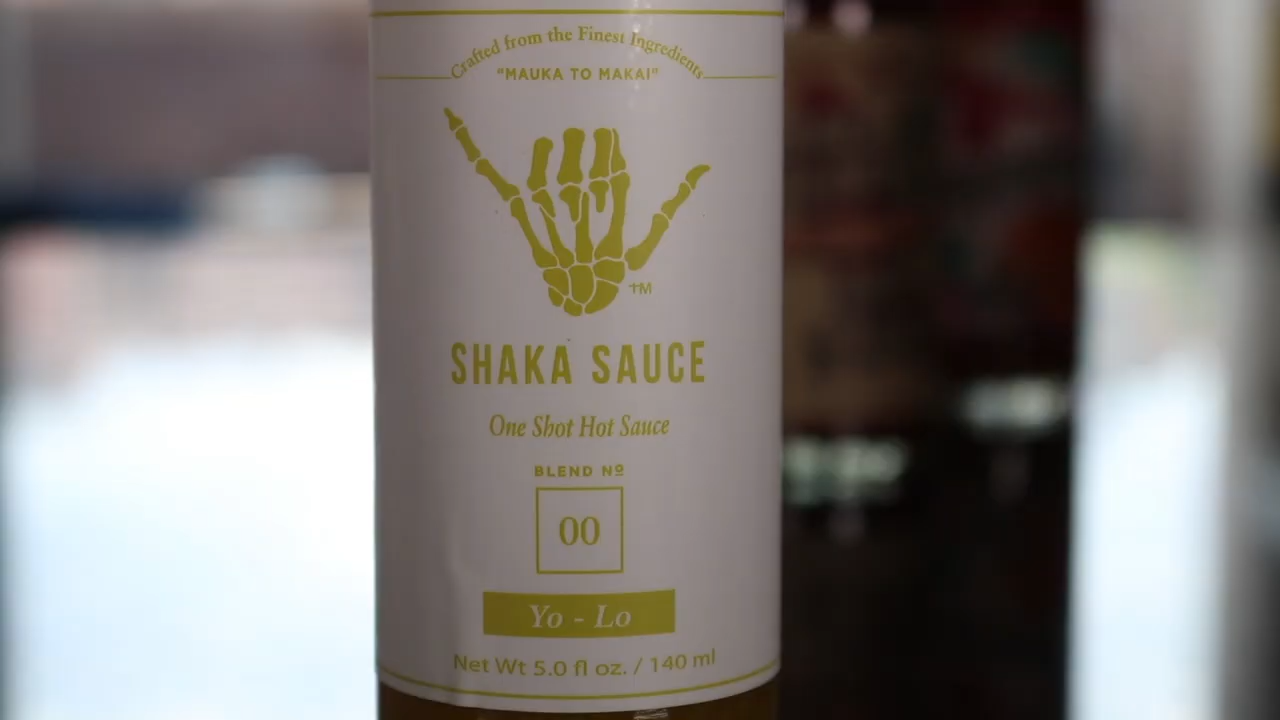 Crafted from the Finest Ingredients
"MAUKA TO MAKAI"
TM
SHAKA SAUCE
One Shot Hot Sauce
BLEND Nº
00
Yo - Lo
Net Wt 5.0 fl oz. / 140 ml